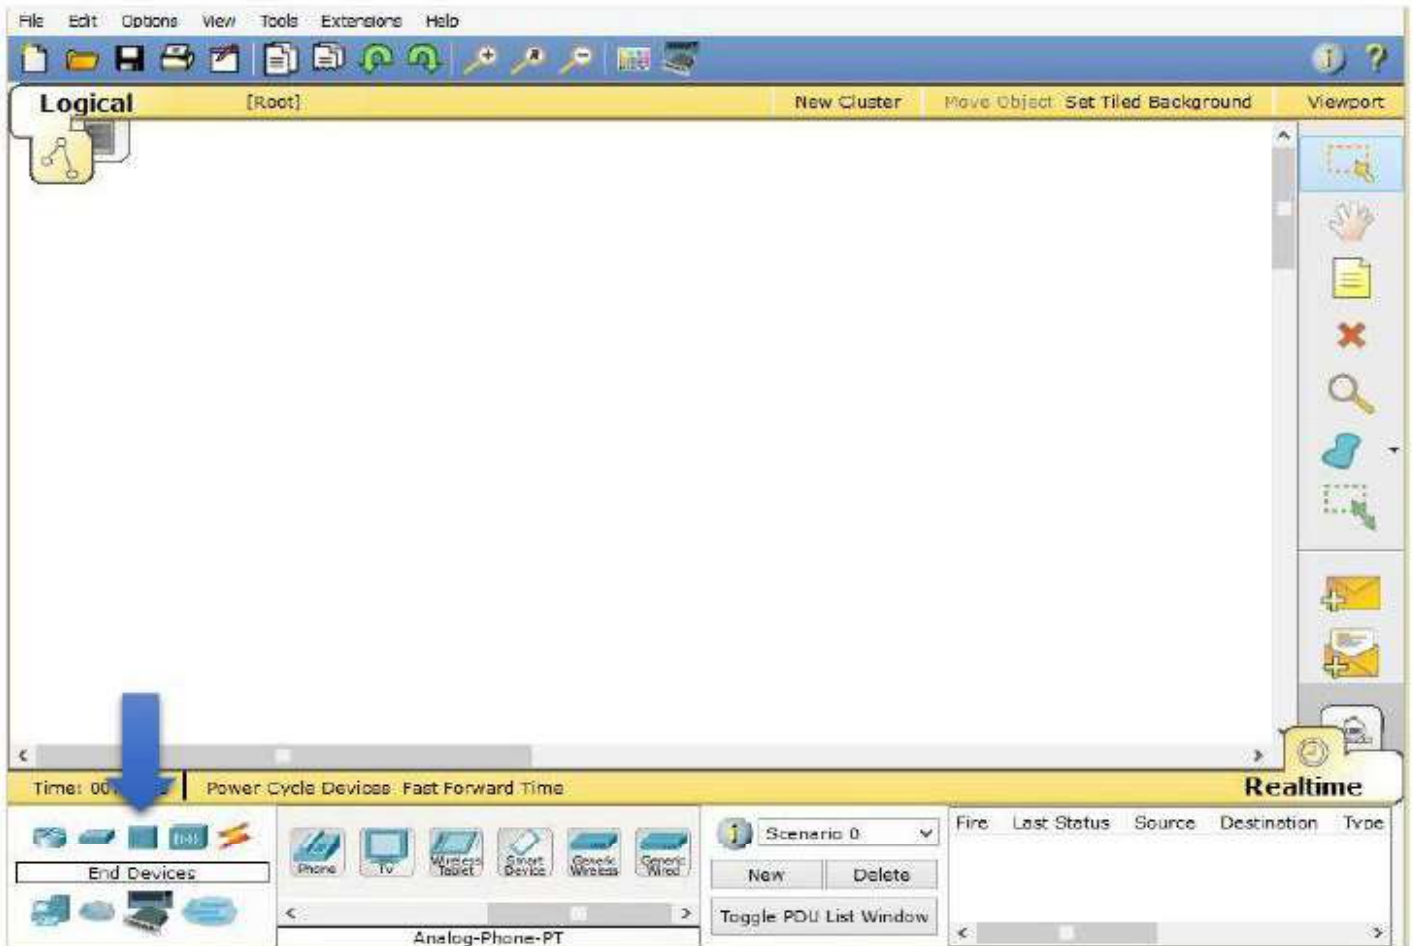 File Edit Options View Tools Extensions Help
Logical [Root] New Cluster Move Object Set Tiled Background Viewport
Time: 00 Power Cycle Devices Fast Forward Time Realtime
Scenario 0 Fire Last Status Source Destination Type
Phone TV Wireless Tablet Smart Device Generic Wireless Generic Wired
End Devices New Delete
Toggle PDU List Window
Analog-Phone-PT